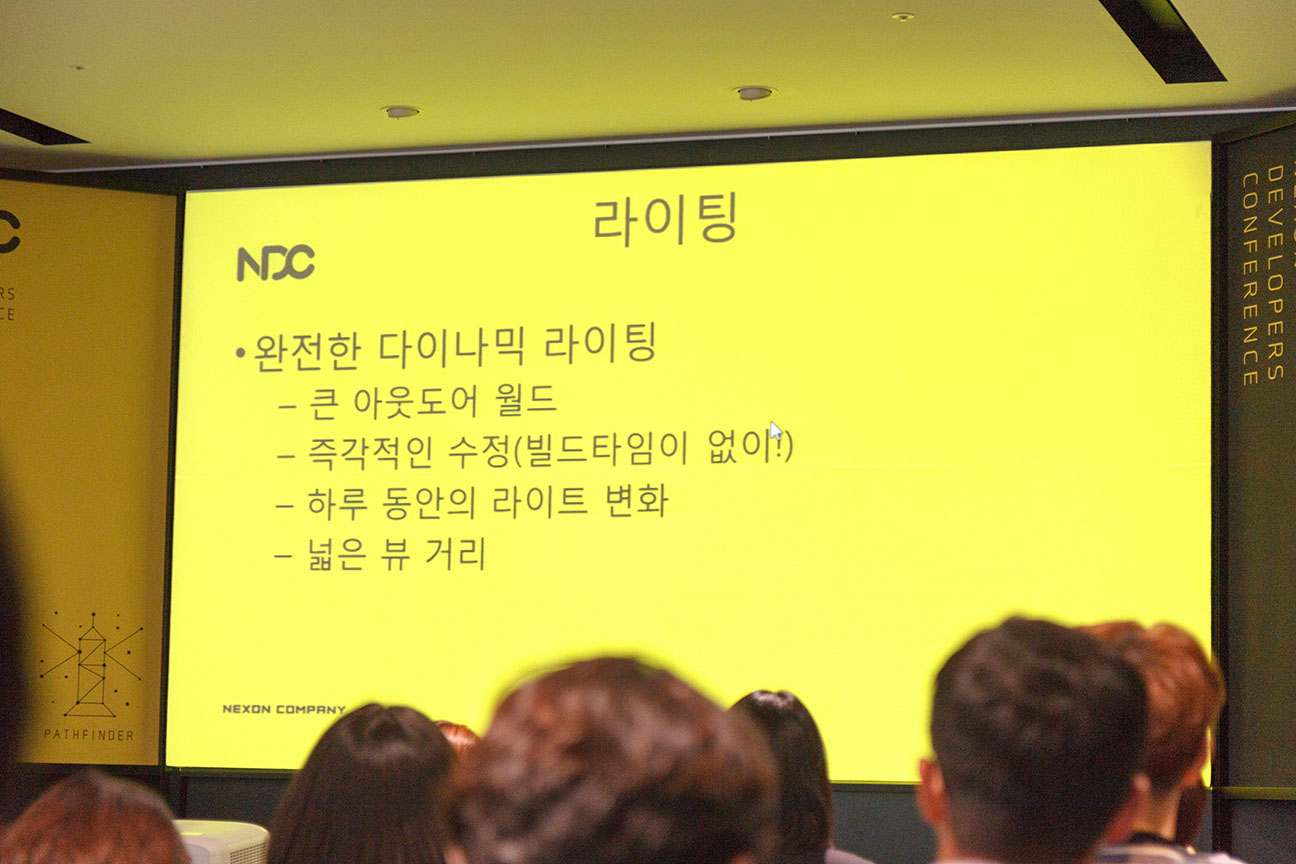 라이팅
NDC
•완전한 다이나믹 라이팅
– 큰 아웃도어 월드
– 즉각적인 수정(빌드타임이 없이!)
– 하루 동안의 라이트 변화
– 넓은 뷰 거리
NEXON COMPANY
PATHFINDER
DEVELOPERS
CONFERENCE